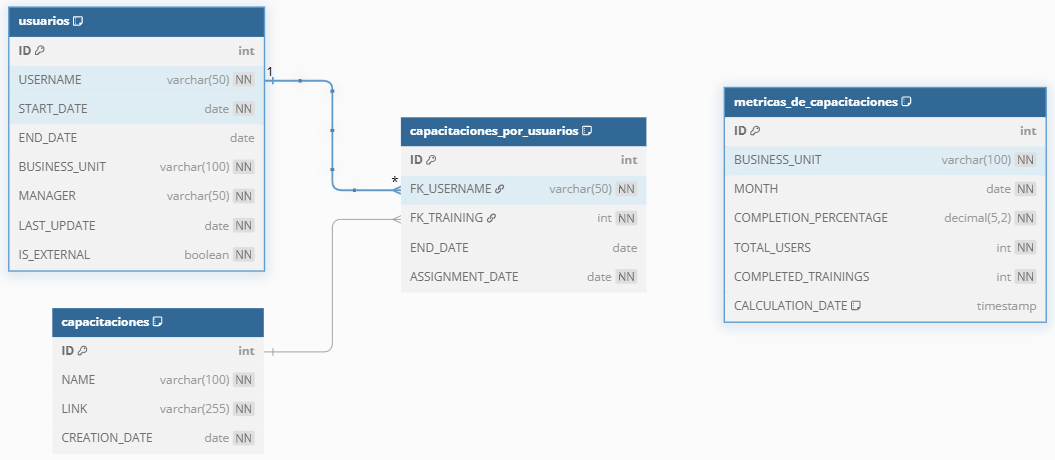 usuarios
ID int
USERNAME varchar(50) NN
START_DATE date NN
END_DATE date
BUSINESS_UNIT varchar(100) NN
MANAGER varchar(50) NN
LAST_UPDATE date NN
IS_EXTERNAL boolean NN
1
*
capacitaciones
ID int
NAME varchar(100) NN
LINK varchar(255) NN
CREATION_DATE date NN
capacitaciones_por_usuarios
ID int
FK_USERNAME varchar(50) NN
FK_TRAINING int NN
END_DATE date
ASSIGNMENT_DATE date NN
metricas_de_capacitaciones
ID int
BUSINESS_UNIT varchar(100) NN
MONTH date NN
COMPLETION_PERCENTAGE decimal(5,2) NN
TOTAL_USERS int NN
COMPLETED_TRAININGS int NN
CALCULATION_DATE timestamp